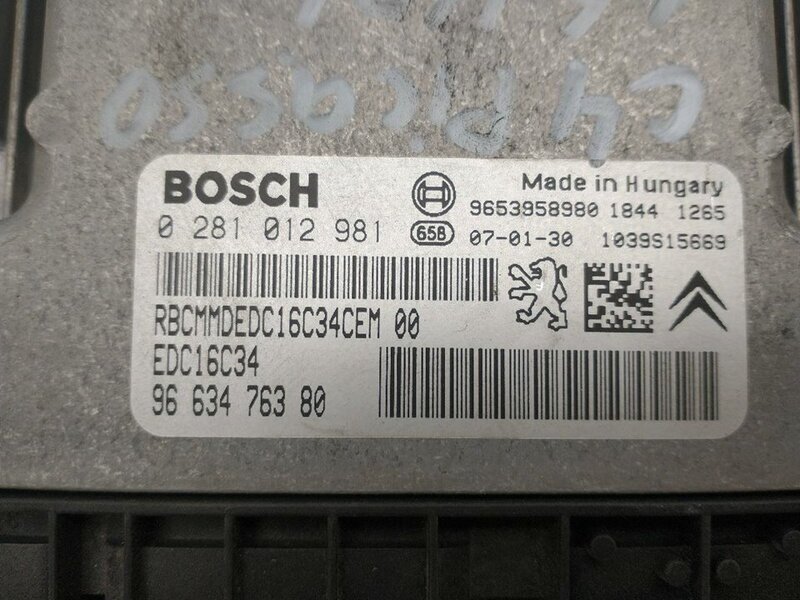 C4 PICASSO
BOSCH
Made in Hungary
9653958980 1844 1265
0 281 012 981
658
07-01-30 1039S15669
RBCMMDEDC16C34CEM 00
EDC16C34
96 634 763 80